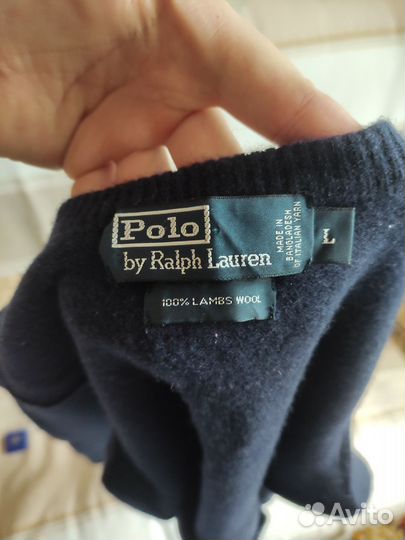 Polo
by Ralph Lauren
MADE IN
BANGLADESH
OF ITALIAN YARN
L
100% LAMBS WOOL
Avito